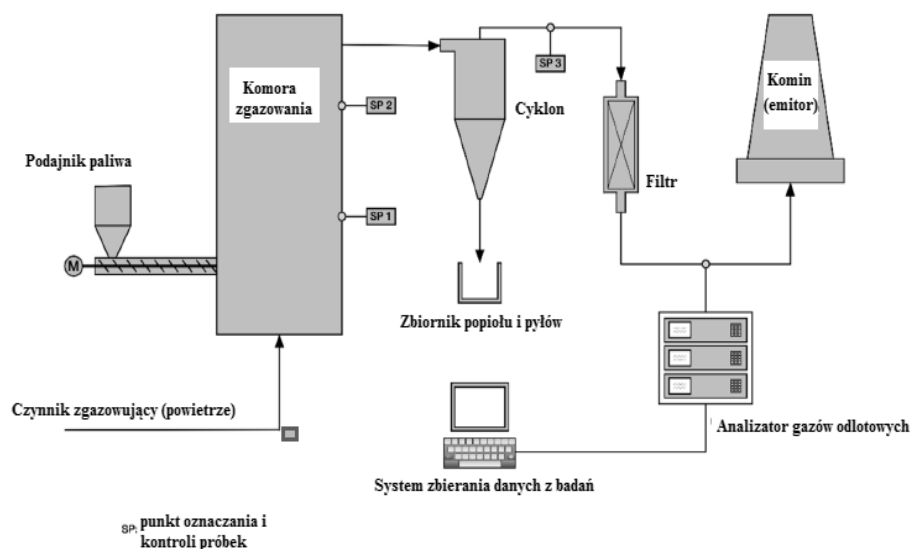 Komora
zgazowania
SP 2
SP 1
Podajnik paliwa
M
Cyklon
SP 3
Filtr
Komin
(emitor)
Zbiornik popiołu i pyłów
Czynnik zgazowujący (powietrze)
Analizator gazów odlotowych
System zbierania danych z badań
SP: punkt oznaczania i
kontroli próbek